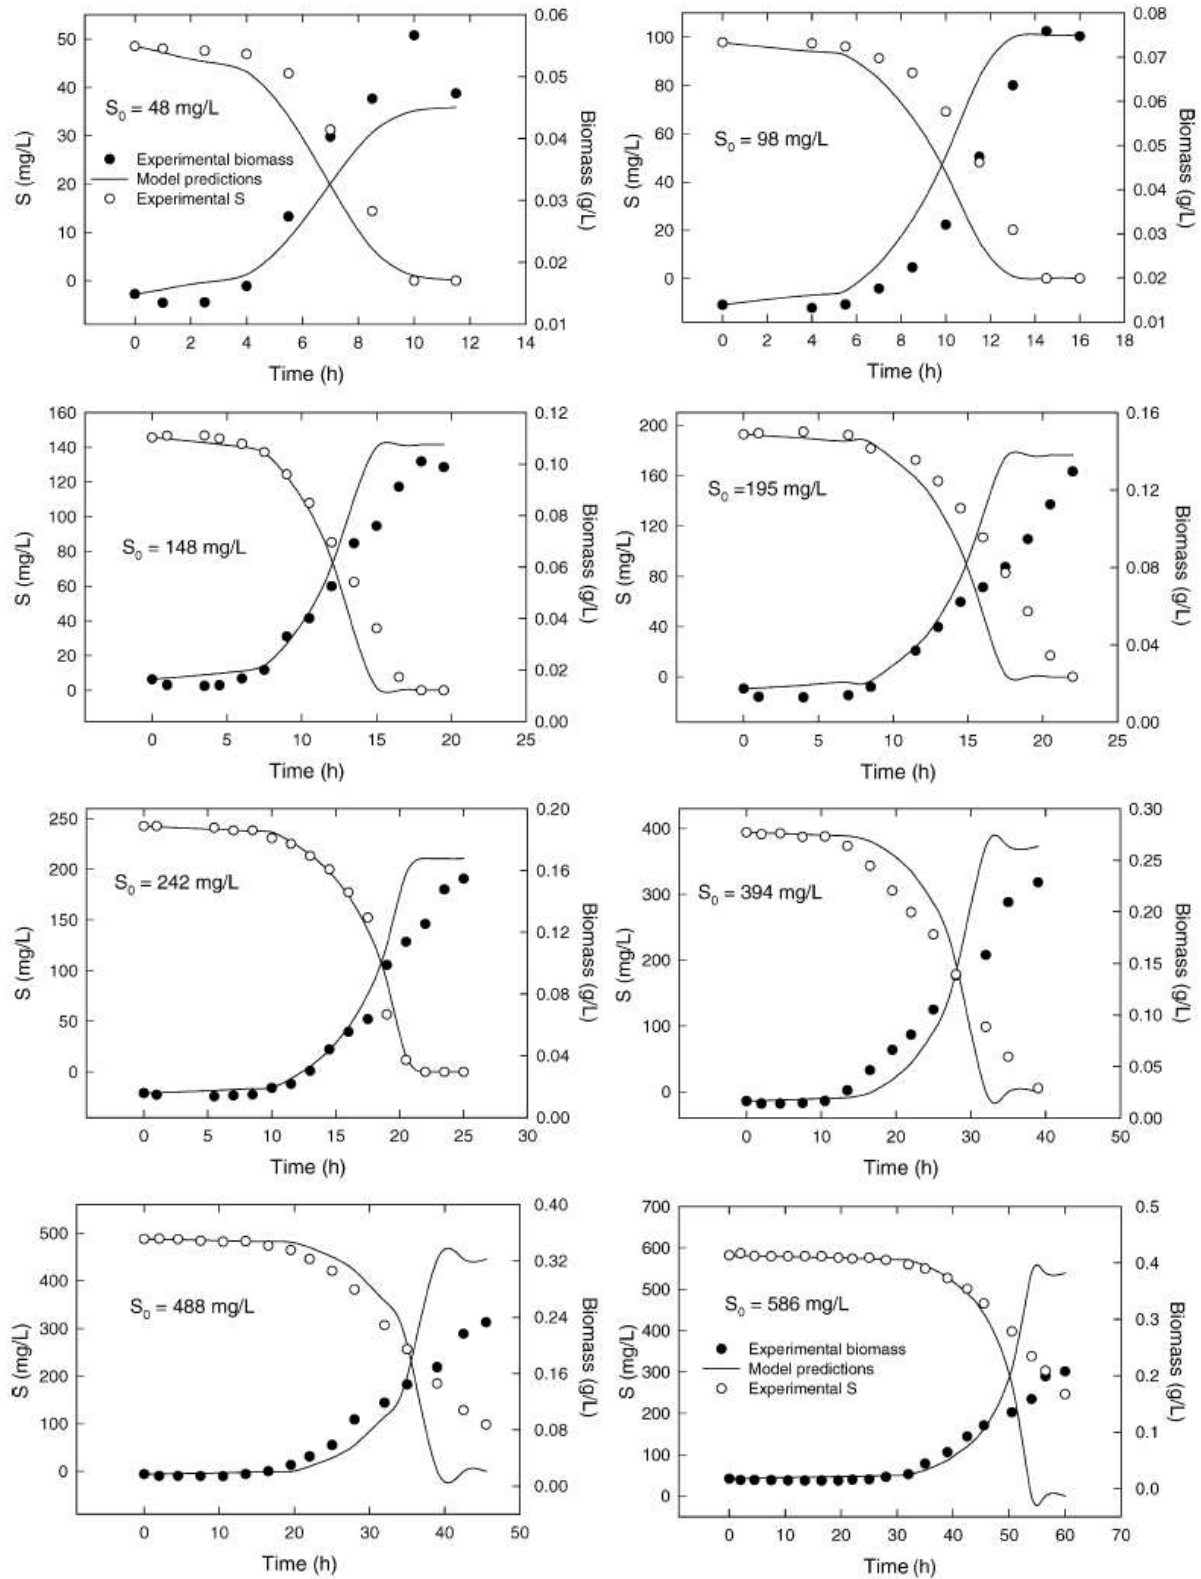 50
40
30
20
10
0
S (mg/L)
S0 = 48 mg/L
Experimental biomass
Model predictions
Experimental S
0.06
0.05
0.04
0.03
0.02
0.01
Biomass (g/L)
0 2 4 6 8 10 12 14
Time (h)
100
80
60
40
20
0
S (mg/L)
S0 = 98 mg/L
0.08
0.07
0.06
0.05
0.04
0.03
0.02
0.01
Biomass (g/L)
0 2 4 6 8 10 12 14 16 18
Time (h)
160
140
120
100
80
60
40
20
0
S (mg/L)
S0 = 148 mg/L
0.12
0.10
0.08
0.06
0.04
0.02
0.00
Biomass (g/L)
0 5 10 15 20 25
Time (h)
200
160
120
80
40
0
S (mg/L)
S0 =195 mg/L
0.16
0.12
0.08
0.04
0.00
Biomass (g/L)
0 5 10 15 20 25
Time (h)
250
200
150
100
50
0
S (mg/L)
S0 = 242 mg/L
0.20
0.16
0.12
0.08
0.04
0.00
Biomass (g/L)
0 5 10 15 20 25 30
Time (h)
400
300
200
100
0
S (mg/L)
S0 = 394 mg/L
0.30
0.25
0.20
0.15
0.10
0.05
0.00
Biomass (g/L)
0 10 20 30 40 50
Time (h)
500
400
300
200
100
0
S (mg/L)
S0 = 488 mg/L
0.40
0.32
0.24
0.16
0.08
0.00
Biomass (g/L)
0 10 20 30 40 50
Time (h)
700
600
500
400
300
200
100
0
S (mg/L)
S0 = 586 mg/L
Experimental biomass
Model predictions
Experimental S
0.5
0.4
0.3
0.2
0.1
0.0
Biomass (g/L)
0 10 20 30 40 50 60 70
Time (h)